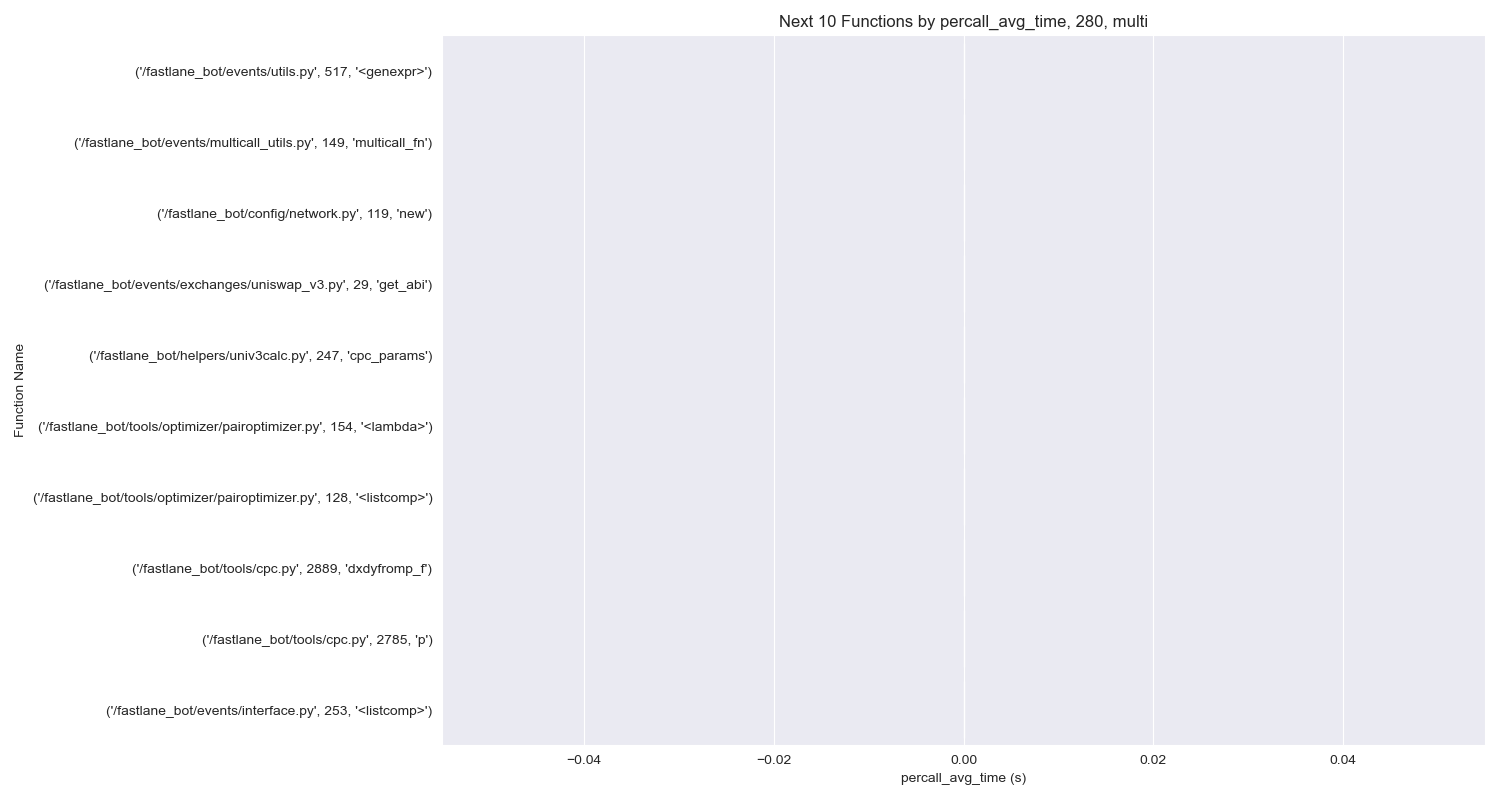 Next 10 Functions by percall_avg_time, 280, multi
('/fastlane_bot/events/utils.py', 517, '<genexpr>')
('/fastlane_bot/events/multicall_utils.py', 149, 'multicall_fn')
('/fastlane_bot/config/network.py', 119, 'new')
('/fastlane_bot/events/exchanges/uniswap_v3.py', 29, 'get_abi')
('/fastlane_bot/helpers/univ3calc.py', 247, 'cpc_params')
('/fastlane_bot/tools/optimizer/pairoptimizer.py', 154, '<lambda>')
('/fastlane_bot/tools/optimizer/pairoptimizer.py', 128, '<listcomp>')
('/fastlane_bot/tools/cpc.py', 2889, 'dxdyfromp_f')
('/fastlane_bot/tools/cpc.py', 2785, 'p')
('/fastlane_bot/events/interface.py', 253, '<listcomp>')
Function Name
−0.04 −0.02 0.00 0.02 0.04
percall_avg_time (s)